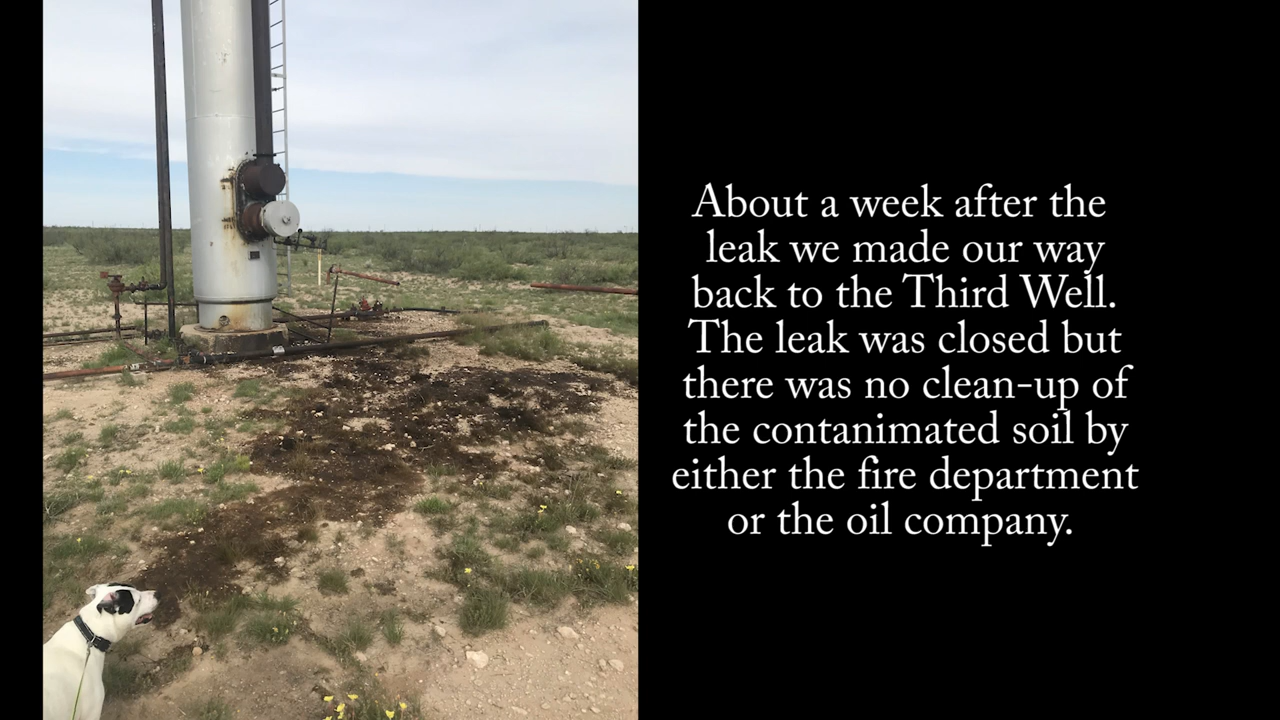 About a week after the
leak we made our way
back to the Third Well.
The leak was closed but
there was no clean-up of
the contanimated soil by
either the fire department
or the oil company.